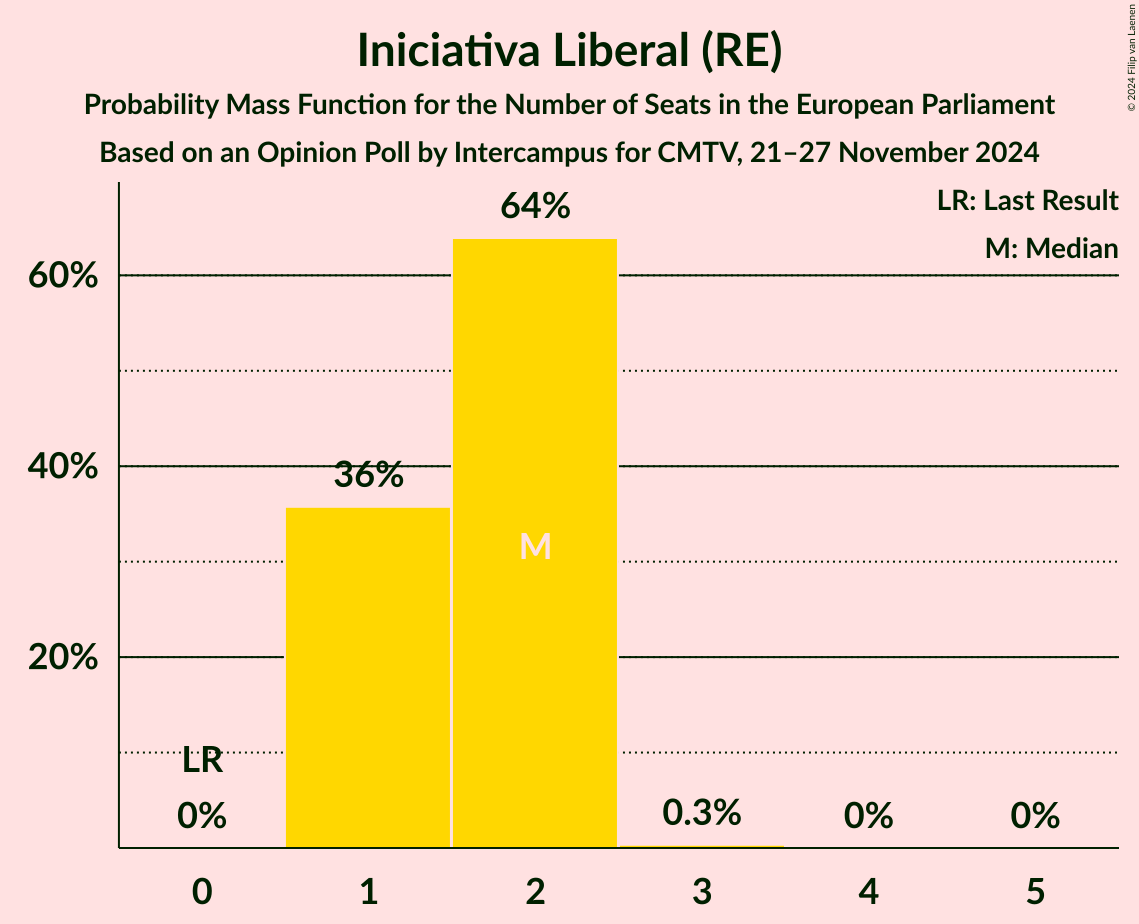 Iniciativa Liberal (RE)
Probability Mass Function for the Number of Seats in the European Parliament
Based on an Opinion Poll by Intercampus for CMTV, 21–27 November 2024
© 2024 Filip van Laenen
LR: Last Result
M: Median
64%
60%
40%
36%
M
20%
LR
0%
0.3%
0%
0%
0
1
2
3
4
5